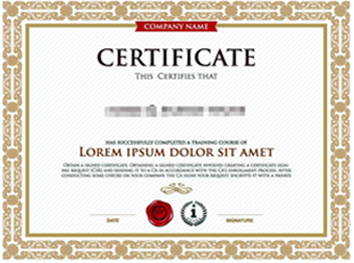 COMPANY NAME
CERTIFICATE
THIS CERTIFIES THAT
HAS SUCCESSFULLY COMPLETED A TRAINING COURSE OF
LOREM IPSUM DOLOR SIT AMET
OBTAIN A SIGNED CERTIFICATE. OBTAINING A SIGNED CERTIFICATE INVOLVES CREATING A CERTIFICATE SIGN-
ING REQUEST (CSR) AND SENDING IT TO A CA IN ACCORDANCE WITH THE CA'S ENROLLMENT PROCESS. AFTER
CONDUCTING SOME CHECKS ON YOUR COMPANY, THE CA SIGNS YOUR REQUEST, ENCRYPTS IT WITH A PRIVATE
DATE
SIGNATURE